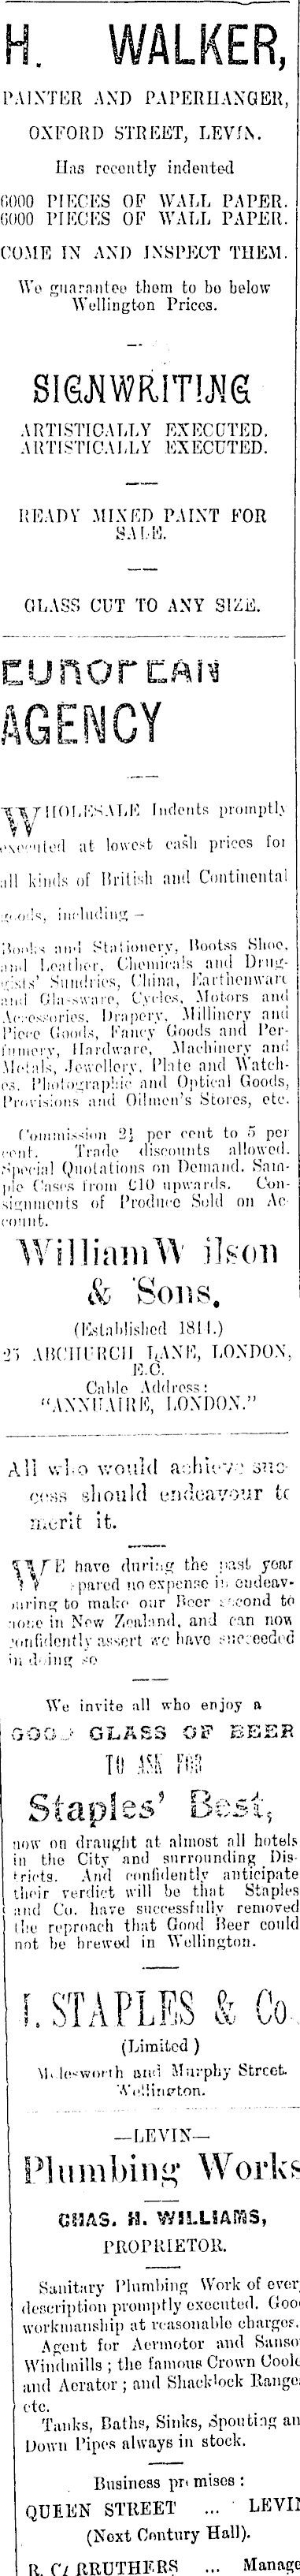 H. WALKER,
PAINTER AND PAPERHANGER,
OXFORD STREET, LEVIN.
Has recently indented
6000 PIECES OF WALL PAPER.
6000 PIECES OF WALL PAPER.
COME IN AND INSPECT THEM.
We guarantee them to be below
Wellington Prices.
SIGNWRITING
ARTISTICALLY EXECUTED.
ARTISTICALLY EXECUTED.
READY MIXED PAINT FOR
SALE.
GLASS CUT TO ANY SIZE.
EUROPEAN
AGENCY
WHOLESALE Indents promptly
executed at lowest cash prices for
all kinds of British and Continental
goods, including—
Books and Stationery, Bootss Shoe,
and Leather, Chemicals and Drug-
gists' Sundries, China, Earthenware
and Glassware, Cycles, Motors and
Accessories, Drapery, Millinery and
Piece Goods, Fancy Goods and Per-
fumery, Hardware, Machinery and
Metals, Jewellery, Plate and Watch-
es, Photographic and Optical Goods,
Provisions and Oilmen's Stores, etc.
Commission 2½ per cent to 5 per
cent. Trade discounts allowed.
Special Quotations on Demand. Sam-
ple Cases from £10 upwards. Con-
signments of Produce Sold on Ac
count.
William W ilson
& Sons.
(Established 1814.)
25 ABCHURCH LANE, LONDON,
E.C.
Cable Address:
"ANNUAIRE, LONDON."
All who would achieve suc-
cess should endeavour to
merit it.
WE have during the past year
spared no expense in endeav-
ouring to make our Beer second to
none in New Zealand, and can now
confidently assert we have succeeded
in doing so
We invite all who enjoy a
GOOD GLASS OF BEER
TO ASK FOR
Staples' Best,
now on draught at almost all hotels
in the City and surrounding Dis-
tricts. And confidently anticipate
their verdict will be that Staples
and Co. have successfully removed
the reproach that Good Beer could
not be brewed in Wellington.
J. STAPLES & Co
(Limited )
Molesworth and Murphy Street.
Wellington.
—LEVIN—
Plumbing Works
CHAS. H. WILLIAMS,
PROPRIETOR.
Sanitary Plumbing Work of ever
description promptly executed. Goo
workmanship at reasonable charges.
Agent for Aermotor and Sanso
Windmills ; the famous Crown Coole
and Aerator ; and Shacklock Range
etc.
Tanks, Baths, Sinks, Spouting an
Down Pipes always in stock.
Business pre mises :
QUEEN STREET ... LEVIN
(Next Century Hall).
R. C/ RRUTHERS ... Manage